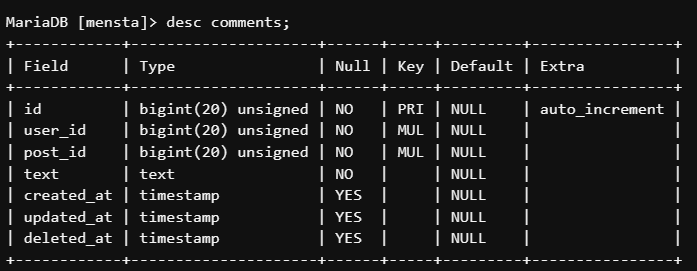 MariaDB [mensta]> desc comments;
+------------+---------------------+------+-----+---------+----------------+
| Field      | Type                | Null | Key | Default | Extra          |
+------------+---------------------+------+-----+---------+----------------+
| id         | bigint(20) unsigned | NO   | PRI | NULL    | auto_increment |
| user_id    | bigint(20) unsigned | NO   | MUL | NULL    |                |
| post_id    | bigint(20) unsigned | NO   | MUL | NULL    |                |
| text       | text                | NO   |     | NULL    |                |
| created_at | timestamp           | YES  |     | NULL    |                |
| updated_at | timestamp           | YES  |     | NULL    |                |
| deleted_at | timestamp           | YES  |     | NULL    |                |
+------------+---------------------+------+-----+---------+----------------+